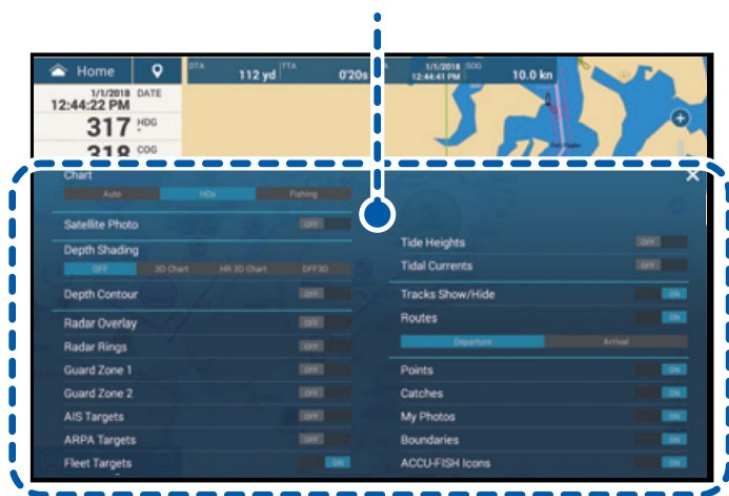 Home
DTA 112 yd TTA 0'20s
1/1/2018 12:44:41 PM SOG 10.0 kn
1/1/2018 DATE
12:44:22 PM
317 HDG
318 COG
Chart
Auto HDs Fishing
Satellite Photo OFF
Depth Shading
OFF 3D Chart HR 3D Chart OFF3D
Depth Contour OFF
Radar Overlay OFF
Radar Rings OFF
Guard Zone 1 OFF
Guard Zone 2 OFF
AIS Targets OFF
ARPA Targets OFF
Fleet Targets ON
Tide Heights OFF
Tidal Currents OFF
Tracks Show/Hide ON
Routes ON
Departure Arrival
Points ON
Catches ON
My Photos ON
Boundaries ON
ACCU-FISH Icons ON